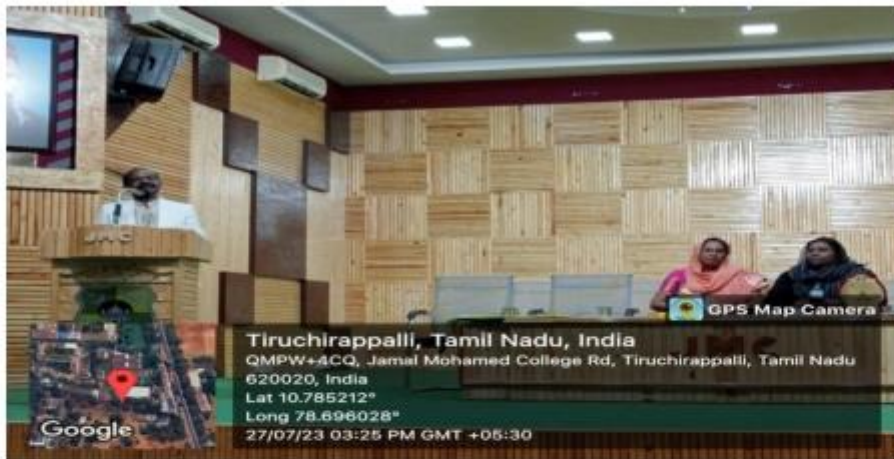 JMC
GPS Map Camera
JMC
Tiruchirappalli, Tamil Nadu, India
QMPW+4CQ, Jamal Mohamed College Rd, Tiruchirappalli, Tamil Nadu
620020, India
Lat 10.785212°
Long 78.696028°
27/07/23 03:25 PM GMT +05:30
Google